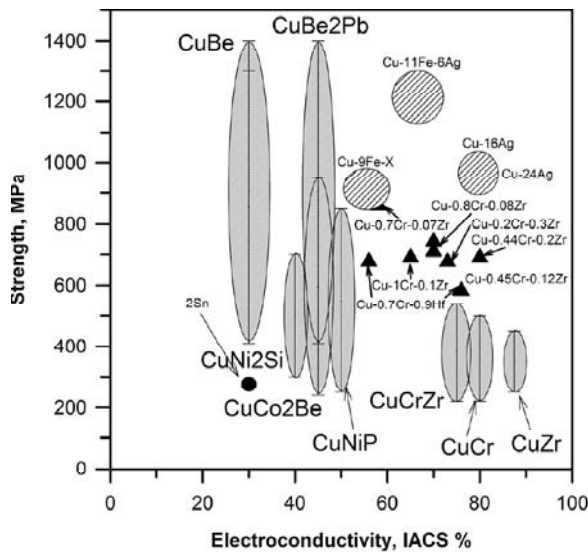 CuBe2Pb
CuBe
Cu-11Fe-6Ag
Cu-16Ag
Cu-24Ag
Cu-9Fe-X
Cu-0.8Cr-0.08Zr
Cu-0.7Cr-0.07Zr
Cu-0.2Cr-0.3Zr
Cu-0.44Cr-0.2Zr
Cu-1Cr-0.1Zr
Cu-0.45Cr-0.12Zr
Cu-0.7Cr-0.9Hf
2Sn
CuNi2Si
CuCo2Be
CuCrZr
CuNiP
CuCr
CuZr
1400
1200
1000
800
600
400
200
0
Strength, MPa
0 20 40 60 80 100
Electroconductivity, IACS %